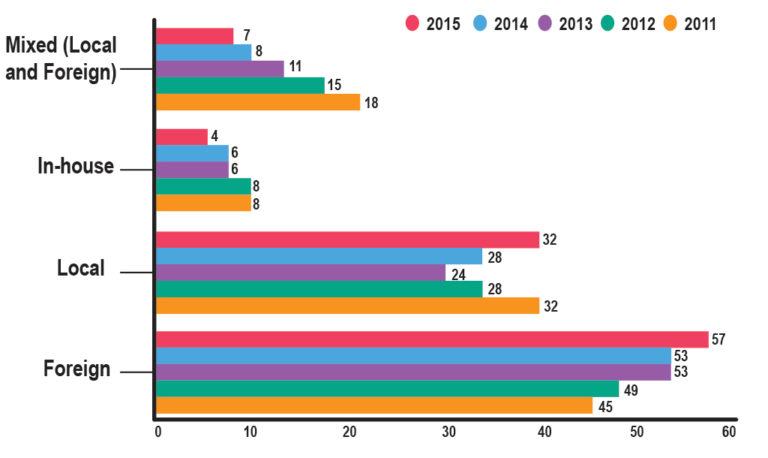 2015 2014 2013 2012 2011
Mixed (Local
and Foreign)
7
8
11
15
18
In-house
4
6
6
8
8
Local
32
28
24
28
32
Foreign
57
53
53
49
45
0 10 20 30 40 50 60